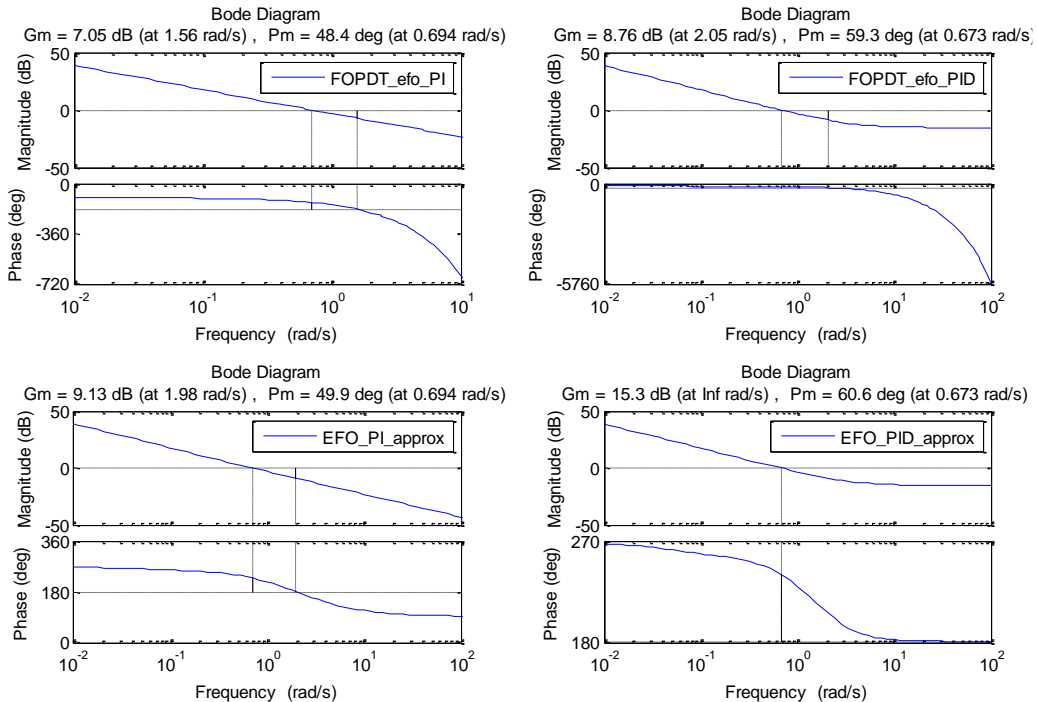 Bode Diagram
Gm = 7.05 dB (at 1.56 rad/s) , Pm = 48.4 deg (at 0.694 rad/s)
50
0
-50
Magnitude (dB)
FOPDT_efo_PI
0
-360
-720
Phase (deg)
10^-2
10^-1
10^0
10^1
Frequency (rad/s)
Bode Diagram
Gm = 8.76 dB (at 2.05 rad/s) , Pm = 59.3 deg (at 0.673 rad/s)
50
0
-50
Magnitude (dB)
FOPDT_efo_PID
0
-5760
Phase (deg)
10^-2
10^-1
10^0
10^1
10^2
Frequency (rad/s)
Bode Diagram
Gm = 9.13 dB (at 1.98 rad/s) , Pm = 49.9 deg (at 0.694 rad/s)
50
0
-50
Magnitude (dB)
EFO_PI_approx
360
180
0
Phase (deg)
10^-2
10^-1
10^0
10^1
10^2
Frequency (rad/s)
Bode Diagram
Gm = 15.3 dB (at Inf rad/s) , Pm = 60.6 deg (at 0.673 rad/s)
50
0
-50
Magnitude (dB)
EFO_PID_approx
270
180
Phase (deg)
10^-2
10^-1
10^0
10^1
10^2
Frequency (rad/s)